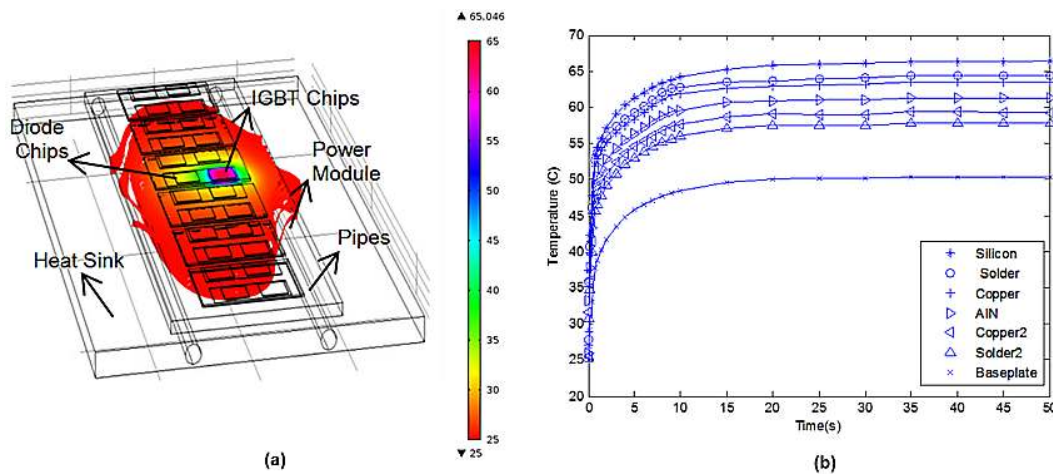 ▲ 65.046
65
60
55
50
45
40
35
30
25
▼ 25
IGBT Chips
Diode
Chips
Power
Module
Pipes
Heat Sink
(a)
70
65
60
55
50
45
40
35
30
25
20
Temperature (C)
0 5 10 15 20 25 30 35 40 45 50
Time(s)
Silicon
Solder
Copper
AlN
Copper2
Solder2
Baseplate
(b)